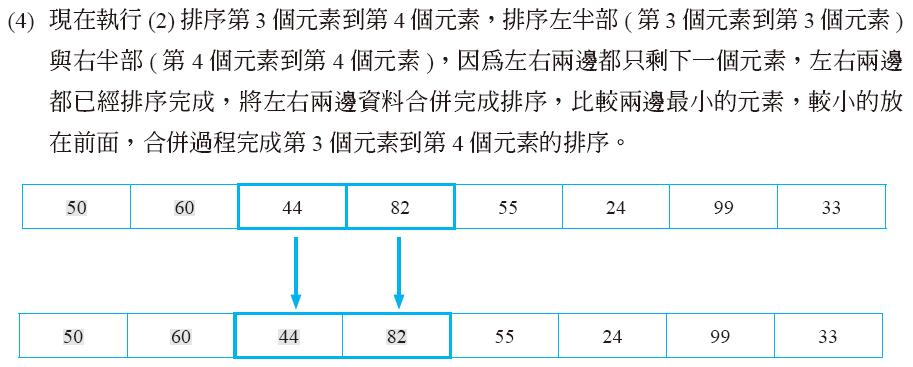 (4) 現在執行 (2) 排序第 3 個元素到第 4 個元素，排序左半部 ( 第 3 個元素到第 3 個元素 )
與右半部 ( 第 4 個元素到第 4 個元素 )，因為左右兩邊都只剩下一個元素，左右兩邊
都已經排序完成，將左右兩邊資料合併完成排序，比較兩邊最小的元素，較小的放
在前面，合併過程完成第 3 個元素到第 4 個元素的排序。
50 60 44 82 55 24 99 33
50 60 44 82 55 24 99 33